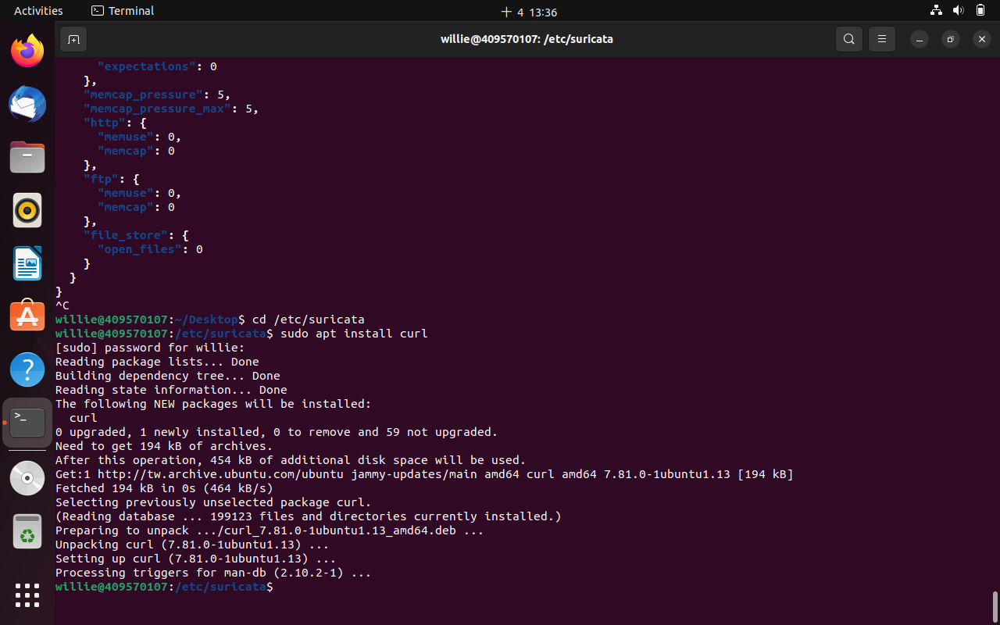 Activities
Terminal
4 13:36
willie@409570107: /etc/suricata
"expectations": 0
},
"memcap_pressure": 5,
"memcap_pressure_max": 5,
"http": {
"memuse": 0,
"memcap": 0
},
"ftp": {
"memuse": 0,
"memcap": 0
},
"file_store": {
"open_files": 0
}
}
}
^C
willie@409570107:~/Desktop$ cd /etc/suricata
willie@409570107:/etc/suricata$ sudo apt install curl
[sudo] password for willie:
Reading package lists... Done
Building dependency tree... Done
Reading state information... Done
The following NEW packages will be installed:
curl
0 upgraded, 1 newly installed, 0 to remove and 59 not upgraded.
Need to get 194 kB of archives.
After this operation, 454 kB of additional disk space will be used.
Get:1 http://tw.archive.ubuntu.com/ubuntu jammy-updates/main amd64 curl amd64 7.81.0-1ubuntu1.13 [194 kB]
Fetched 194 kB in 0s (464 kB/s)
Selecting previously unselected package curl.
(Reading database ... 199123 files and directories currently installed.)
Preparing to unpack .../curl_7.81.0-1ubuntu1.13_amd64.deb ...
Unpacking curl (7.81.0-1ubuntu1.13) ...
Setting up curl (7.81.0-1ubuntu1.13) ...
Processing triggers for man-db (2.10.2-1) ...
willie@409570107:/etc/suricata$